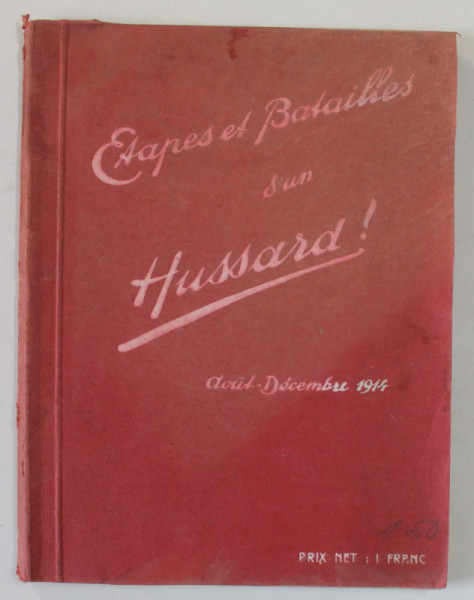 Etapes et Batailles
d'un
Hussard !
Août-Décembre 1914
1 50
PRIX NET : 1 FRANC